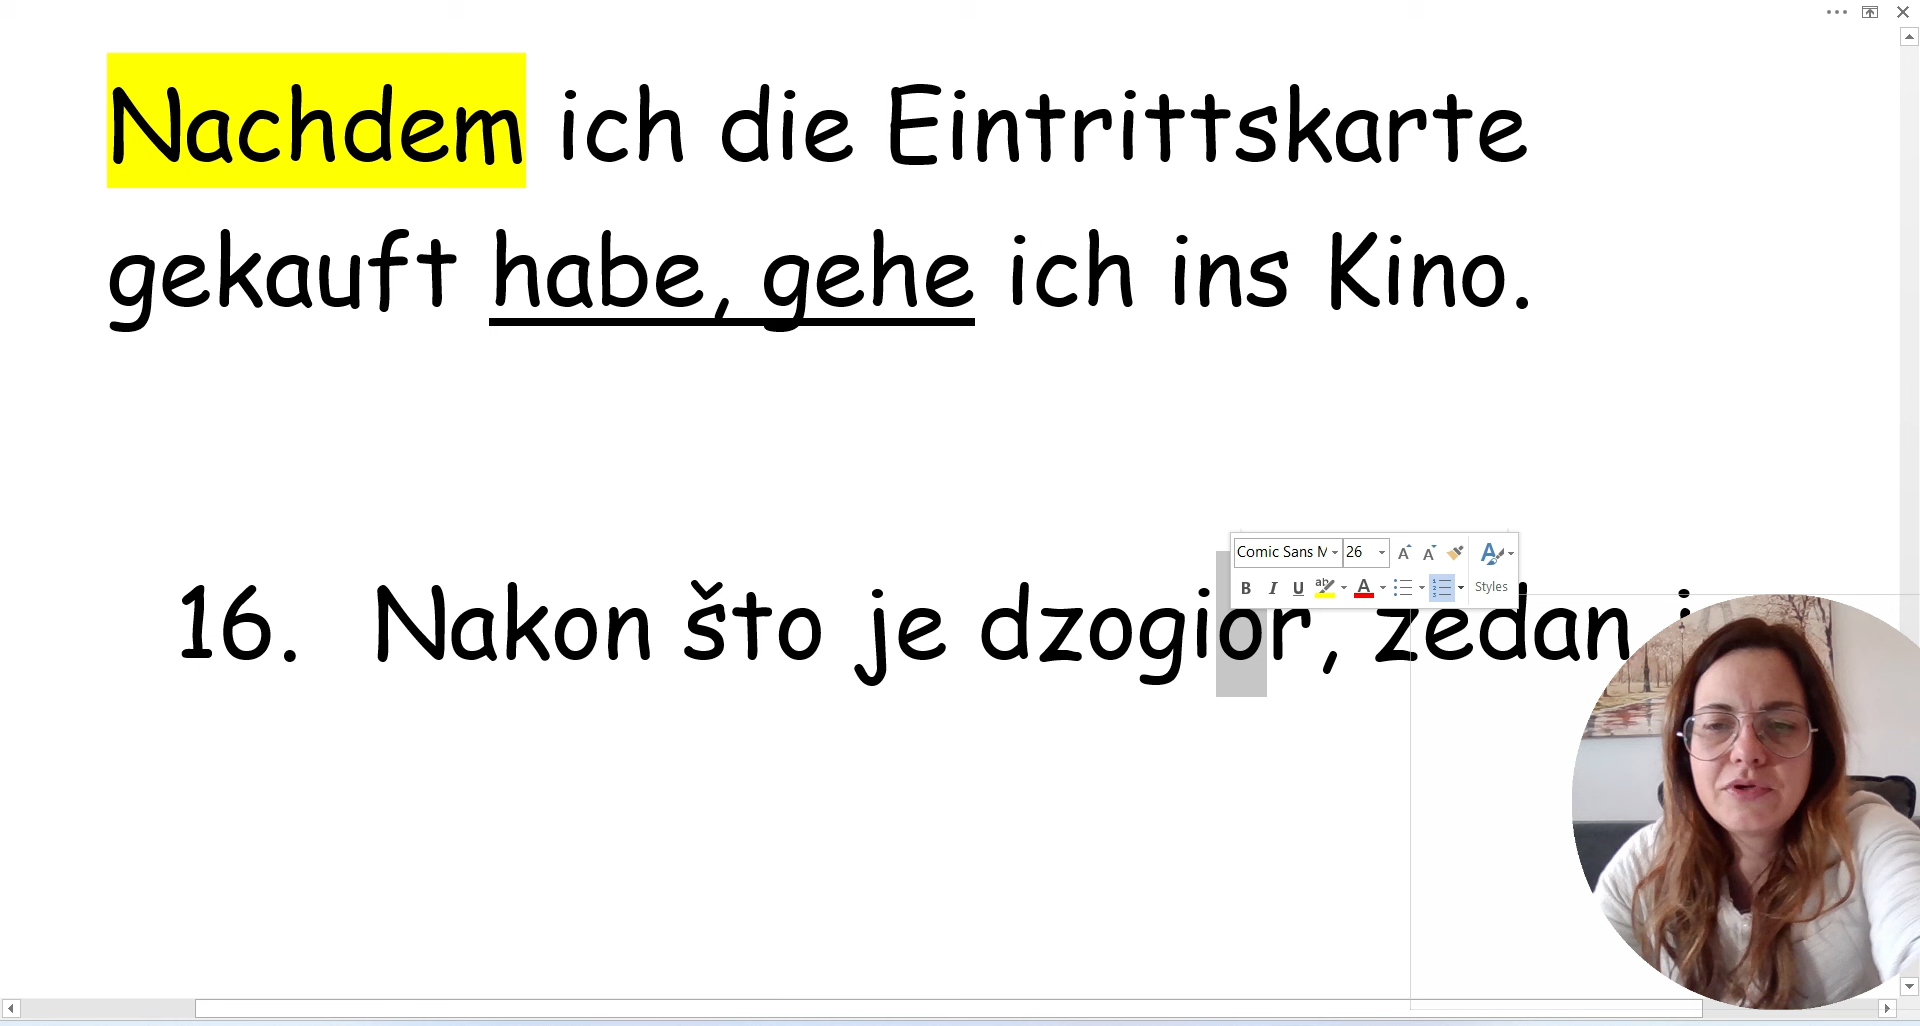 Nachdem ich die Eintrittskarte
gekauft habe, gehe ich ins Kino.
Comic Sans M 26
B I U ab A Styles
16. Nakon što je dzogior, zedan